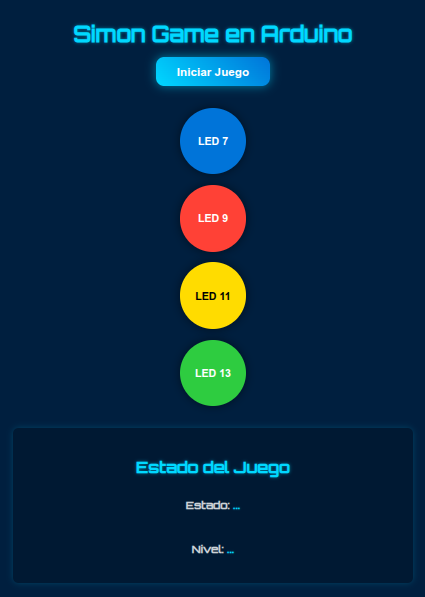 Simon Game en Arduino
Iniciar Juego
LED 7
LED 9
LED 11
LED 13
Estado del Juego
Estado: ...
Nivel: ...